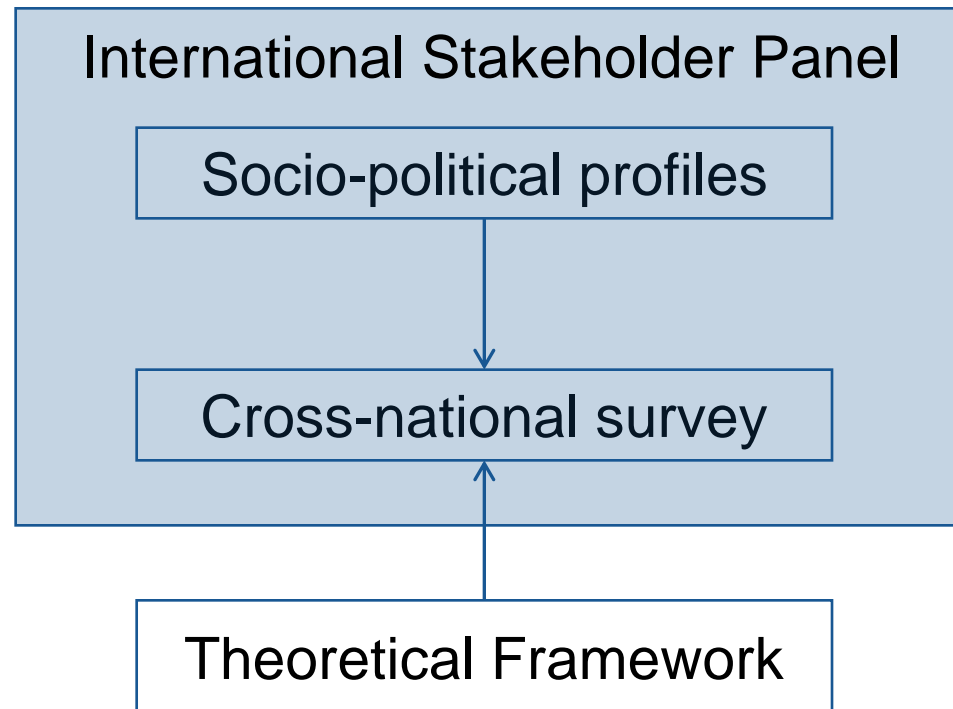 International Stakeholder Panel
Socio-political profiles
Cross-national survey
Theoretical Framework